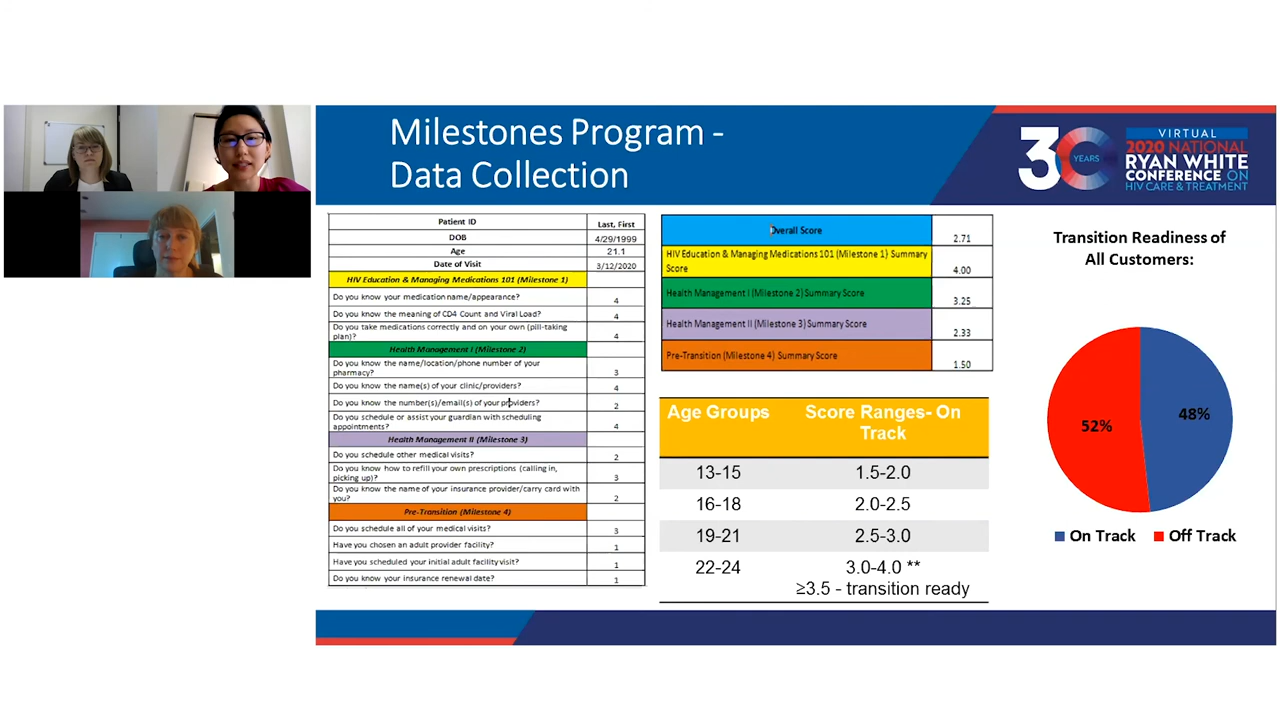 Milestones Program -
Data Collection
30
YEARS
VIRTUAL
2020 NATIONAL
RYAN WHITE
CONFERENCE ON
HIV CARE & TREATMENT
Patient ID Last, First
DOB 4/29/1999
Age 21.1
Date of Visit 3/12/2020
HIV Education & Managing Medications 101 (Milestone 1)
Do you know your medication name/appearance? 4
Do you know the meaning of CD4 Count and Viral Load? 4
Do you take medications correctly and on your own (pill-taking
plan)? 4
Health Management I (Milestone 2)
Do you know the name/location/phone number of your
pharmacy? 3
Do you know the name(s) of your clinic/providers? 4
Do you know the number(s)/email(s) of your providers? 2
Do you schedule or assist your guardian with scheduling
appointments? 4
Health Management II (Milestone 3)
Do you schedule other medical visits? 2
Do you know how to refill your own prescriptions (calling in,
picking up)? 3
Do you know the name of your insurance provider/carry card with
you? 2
Pre-Transition (Milestone 4)
Do you schedule all of your medical visits? 3
Have you chosen an adult provider facility? 1
Have you scheduled your initial adult facility visit? 1
Do you know your insurance renewal date? 1
Overall Score 2.71
HIV Education & Managing Medications 101 (Milestone 1) Summary
Score 4.00
Health Management I (Milestone 2) Summary Score 3.25
Health Management II (Milestone 3) Summary Score 2.33
Pre-Transition (Milestone 4) Summary Score 1.50
Age Groups Score Ranges- On
Track
13-15 1.5-2.0
16-18 2.0-2.5
19-21 2.5-3.0
22-24 3.0-4.0 **
≥3.5 - transition ready
Transition Readiness of
All Customers:
52% 48%
On Track Off Track